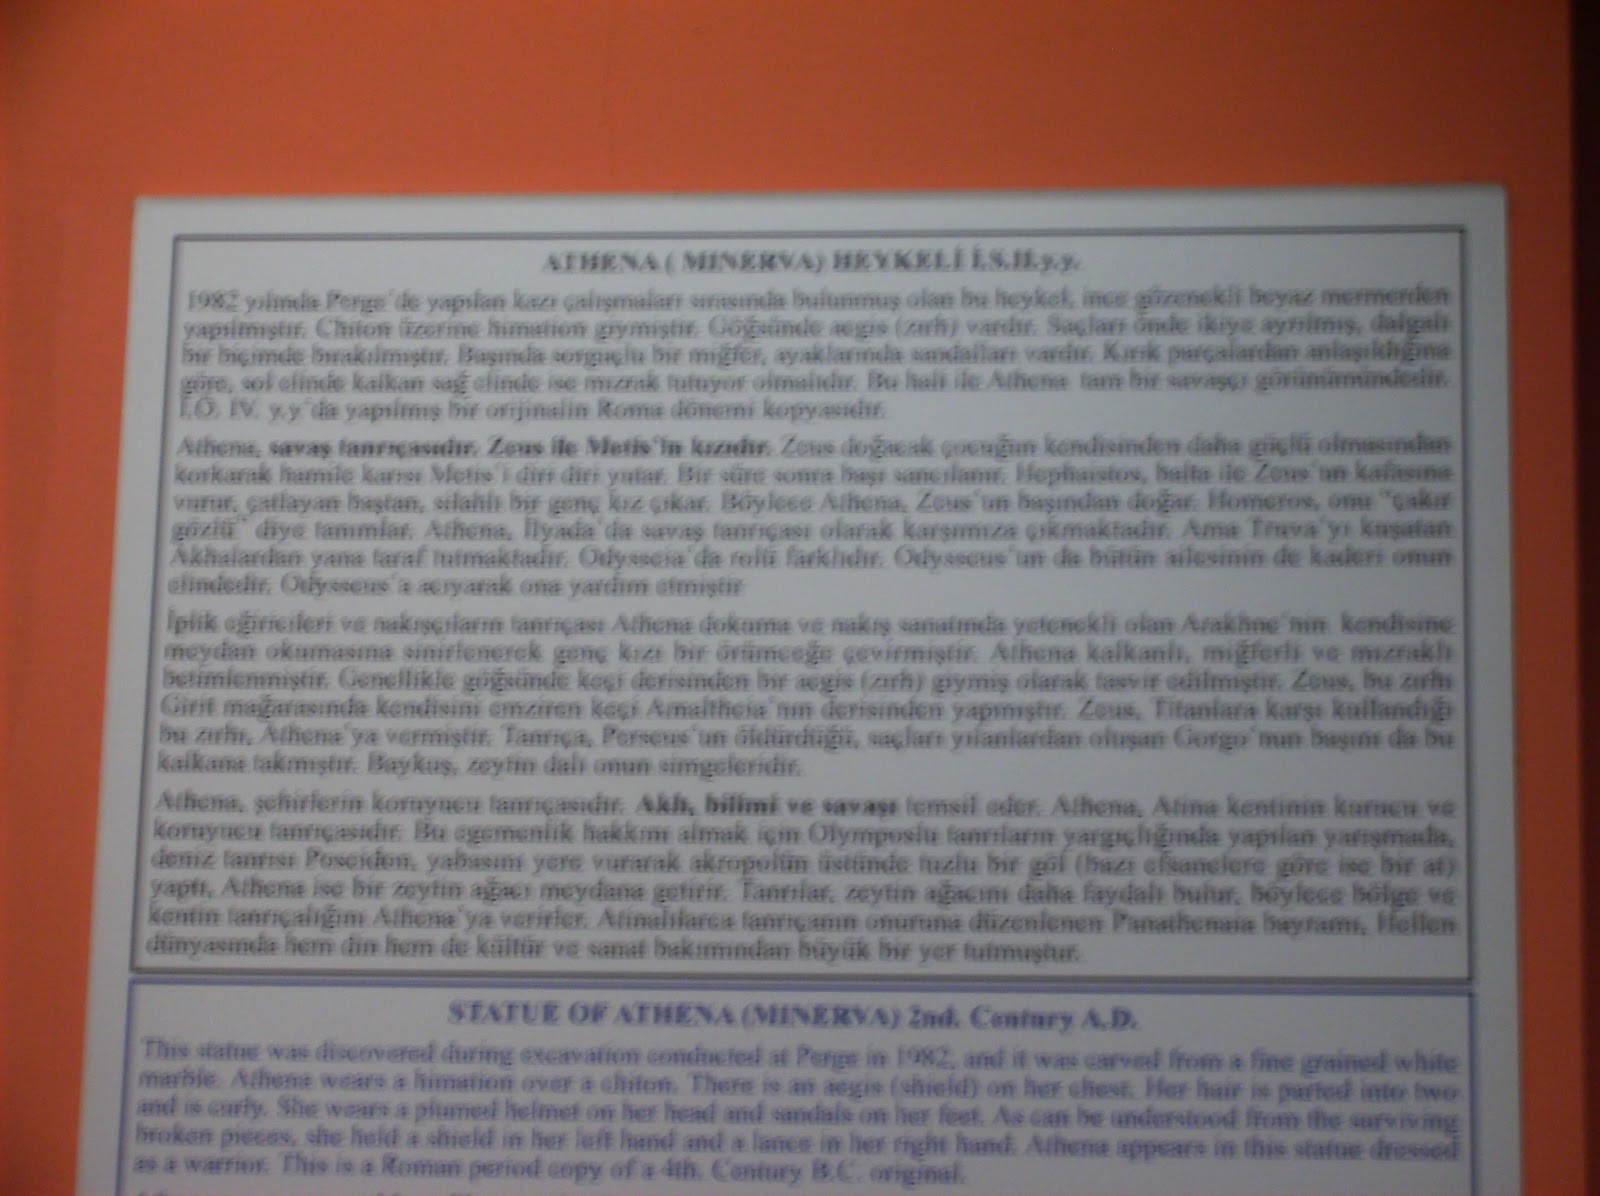 ATHENA ( MINERVA) HEYKELİ İ.S.II.y.y.
1982 yılında Perge'de yapılan kazı çalışmaları sırasında bulunmuş olan bu heykel, ince gözenekli beyaz mermerden
yapılmıştır. Chiton üzerine himation giymiştir. Göğsünde aegis (zırh) vardır. Saçları önde ikiye ayrılmış, dalgalı
bir biçimde bırakılmıştır. Başında sorguçlu bir miğfer, ayaklarında sandalları vardır. Kırık parçalardan anlaşıldığına
göre, sol elinde kalkan sağ elinde ise mızrak tutuyor olmalıdır. Bu hali ile Athena tam bir savaşçı görünümündedir.
İ.Ö. IV. y.y'da yapılmış bir orijinalin Roma dönemi kopyasıdır.
Athena, savaş tanrıçasıdır. Zeus ile Metis'in kızıdır. Zeus doğacak çocuğun kendisinden daha güçlü olmasından
korkarak hamile karısı Metis'i diri diri yutar. Bir süre sonra başı sancılanır. Hephaistos, balta ile Zeus'un kafasına
vurur, çatlayan baştan, silahlı bir genç kız çıkar. Böylece Athena, Zeus'un başından doğar. Homeros, onu "çakır
gözlü" diye tanımlar. Athena, İlyada'da savaş tanrıçası olarak karşımıza çıkmaktadır. Ama Truva'yı kuşatan
Akhalardan yana taraf tutmaktadır. Odysseia'da rolü farklıdır. Odysseus'un da bütün ailesinin de kaderi onun
elindedir. Odysseus'a acıyarak ona yardım etmiştir
İplik eğiricileri ve nakışçıların tanrıçası Athena dokuma ve nakış sanatında yetenekli olan Arakhne'nin kendisine
meydan okumasına sinirlenerek genç kızı bir örümceğe çevirmiştir. Athena kalkanlı, miğferli ve mızraklı
betimlenmiştir. Genellikle göğsünde keçi derisinden bir aegis (zırh) giymiş olarak tasvir edilmiştir. Zeus, bu zırhı
Girit mağarasında kendisini emziren keçi Amaltheia'nın derisinden yapmıştır. Zeus, Titanlara karşı kullandığı
bu zırhı, Athena'ya vermiştir. Tanrıça, Perseus'un öldürdüğü, saçları yılanlardan oluşan Gorgo'nun başını da bu
kalkana takmıştır. Baykuş, zeytin dalı onun simgeleridir.
Athena, şehirlerin koruyucu tanrıçasıdır. Aklı, bilimi ve savaşı temsil eder. Athena, Atina kentinin kurucu ve
koruyucu tanrıçasıdır. Bu egemenlik hakkını almak için Olymposlu tanrıların yargıçlığında yapılan yarışmada,
deniz tanrısı Poseidon, yabasını yere vurarak akropolün üstünde tuzlu bir göl (bazı efsanelere göre ise bir at)
yaptı, Athena ise bir zeytin ağacı meydana getirir. Tanrılar, zeytin ağacını daha faydalı bulur, böylece bölge ve
kentin tanrıçalığını Athena'ya verirler. Atinalılarca tanrıçanın onuruna düzenlenen Panathenaia bayramı, Hellen
dünyasında hem din hem de kültür ve sanat bakımından büyük bir yer tutmuştur.
STATUE OF ATHENA (MINERVA) 2nd. Century A.D.
This statue was discovered during excavation conducted at Perge in 1982, and it was carved from a fine grained white
marble. Athena wears a himation over a chiton. There is an aegis (shield) on her chest. Her hair is parted into two
and is curly. She wears a plumed helmet on her head and sandals on her feet. As can be understood from the surviving
broken pieces, she held a shield in her left hand and a lance in her right hand. Athena appears in this statue dressed
as a warrior. This is a Roman period copy of a 4th. Century B.C. original.